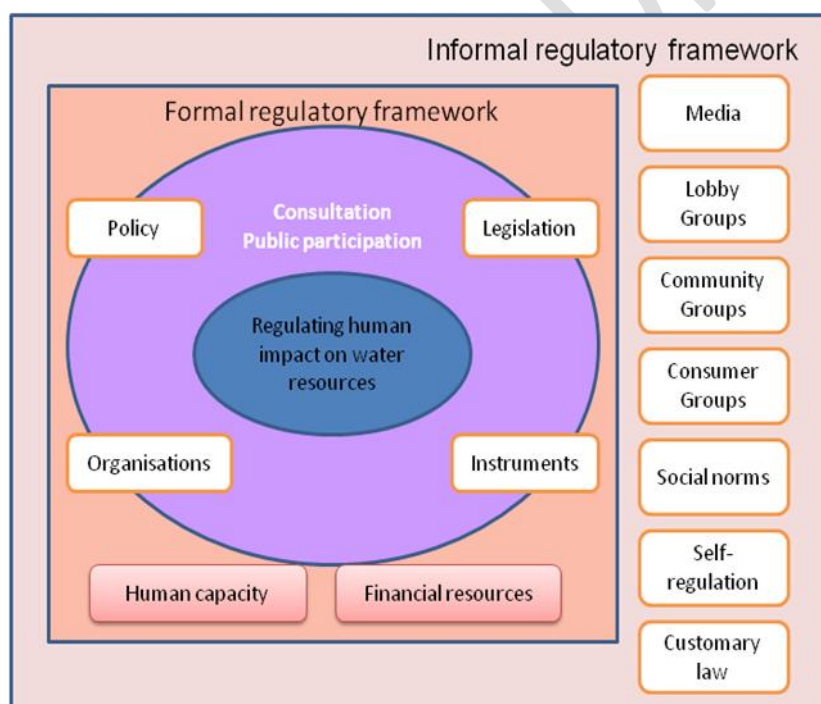 Informal regulatory framework
Formal regulatory framework
Media
Lobby
Groups
Community
Groups
Consumer
Groups
Social norms
Self-
regulation
Customary
law
Policy
Consultation
Public participation
Legislation
Regulating human
impact on water
resources
Organisations
Instruments
Human capacity
Financial resources